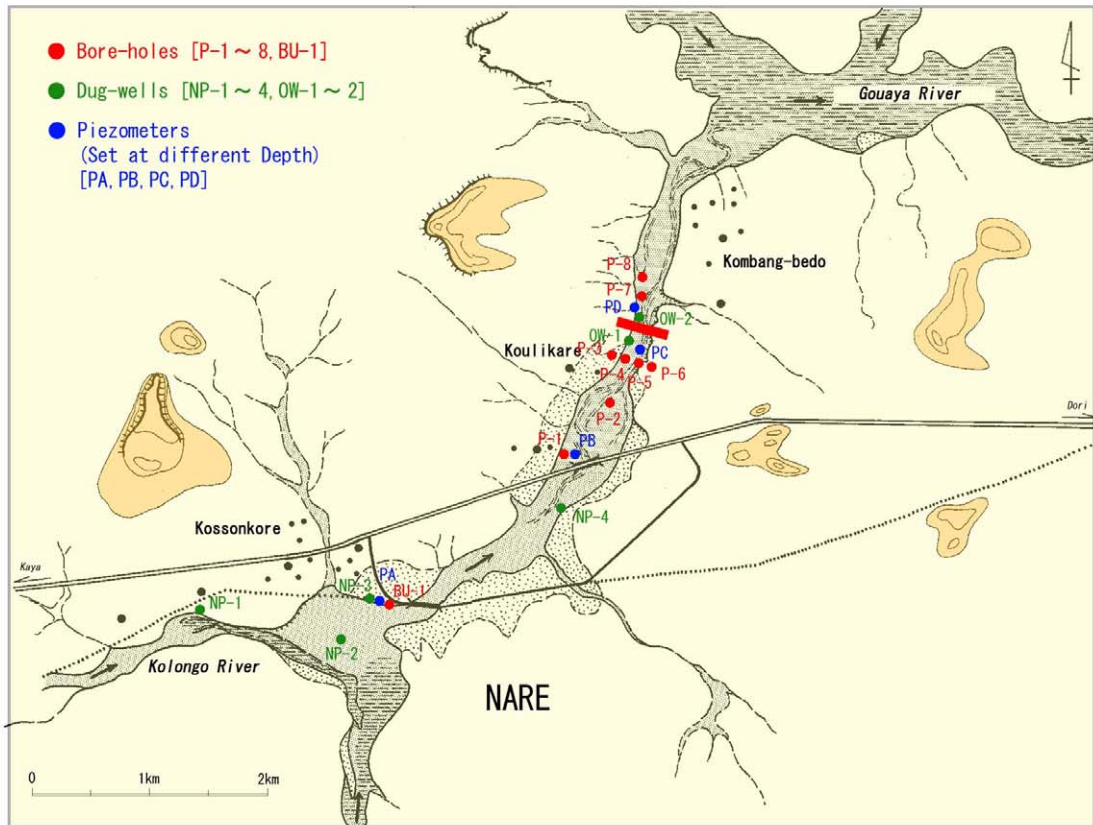 Bore-holes [P-1 ~ 8, BU-1]
Dug-wells [NP-1 ~ 4, OW-1 ~ 2]
Piezometers
(Set at different Depth)
[PA, PB, PC, PD]
Gouaya River
Kombang-bedo
P-8
P-7
PD
OW-2
OW-1
Koulikare
P-3
PC
P-4
P-5
P-6
P-2
Dori
P-1
PB
NP-4
Kossonkore
Kaya
PA
NP-3
BU-1
NP-1
NP-2
Kolongo River
NARE
0
1km
2km